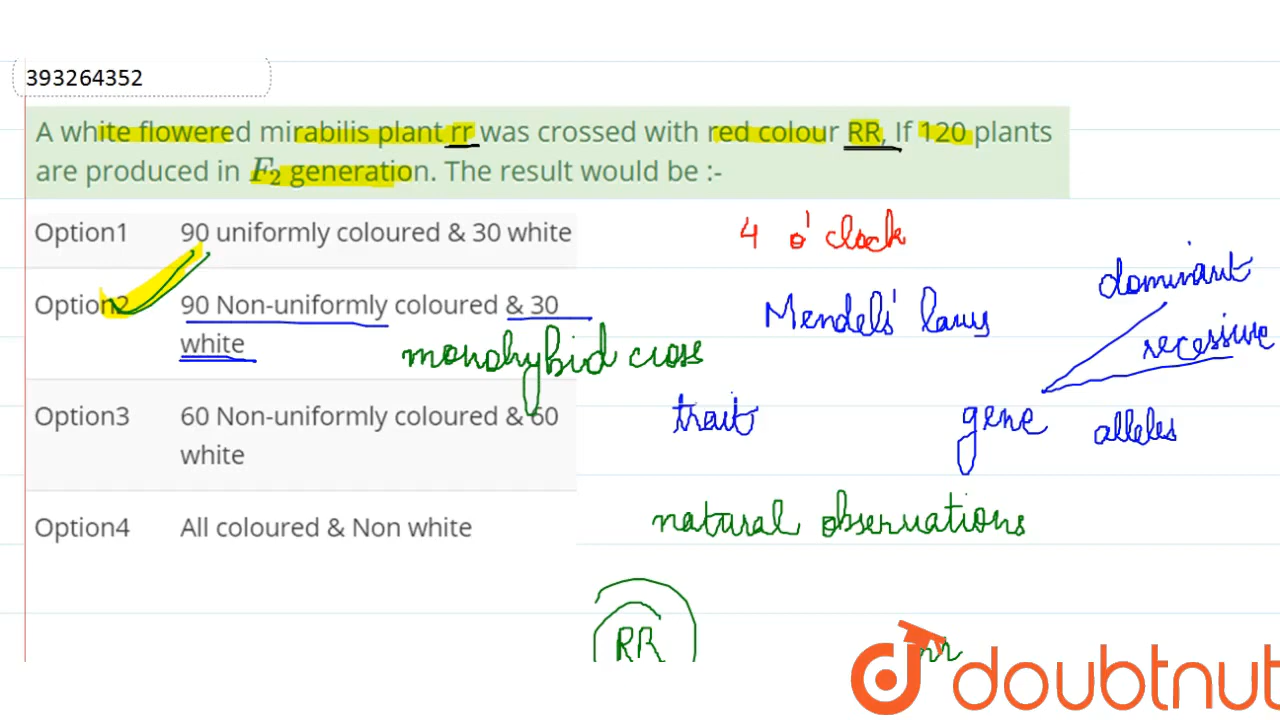 393264352
A white flowered mirabilis plant rr was crossed with red colour RR, If 120 plants
are produced in F₂ generation. The result would be :-
Option1 90 uniformly coloured & 30 white
4 o' clock
Option2 90 Non-uniformly coloured & 30
white
dominant
Mendels' laws
recessive
monohybid cross
Option3 60 Non-uniformly coloured & 60
white
trait gene alleles
Option4 All coloured & Non white
natural observations
RR rr
doubtnut